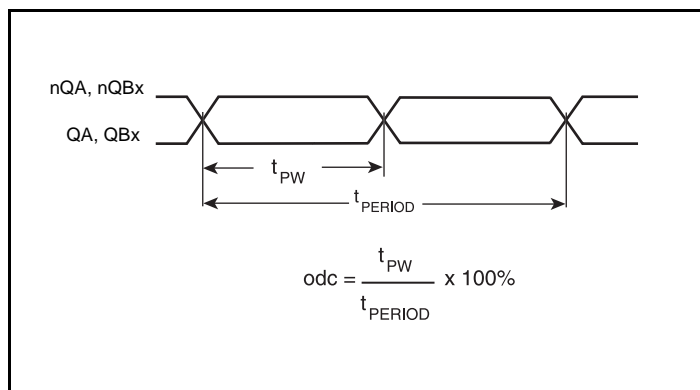 nQA, nQBx
QA, QBx
tPW
tPERIOD
odc = tPW / tPERIOD x 100%